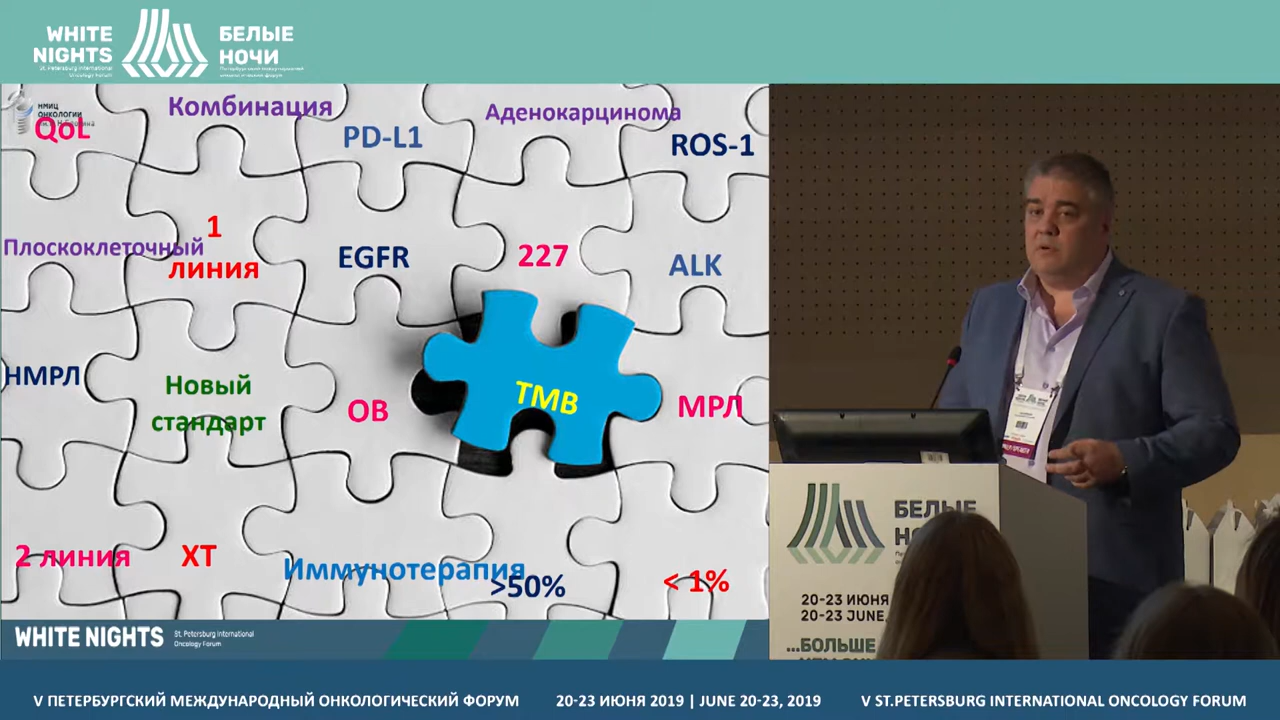 WHITE
NIGHTS
St. Petersburg International
Oncology Forum
БЕЛЫЕ
НОЧИ
НМИЦ
ОНКОЛОГИИ
QoL
Комбинация
PD-L1
Аденокарцинома
ROS-1
Плоскоклеточный
1
линия
EGFR
227
ALK
НМРЛ
Новый
стандарт
ОВ
TMB
МРЛ
2 линия
ХТ
Иммунотерапия
>50%
< 1%
WHITE NIGHTS
St. Petersburg International
Oncology Forum
БЕЛЫЕ
20-23 ИЮНЯ
20-23 JUNE,
...БОЛЬШЕ
V ПЕТЕРБУРГСКИЙ МЕЖДУНАРОДНЫЙ ОНКОЛОГИЧЕСКИЙ ФОРУМ
20-23 ИЮНЯ 2019 | JUNE 20-23, 2019
V ST.PETERSBURG INTERNATIONAL ONCOLOGY FORUM